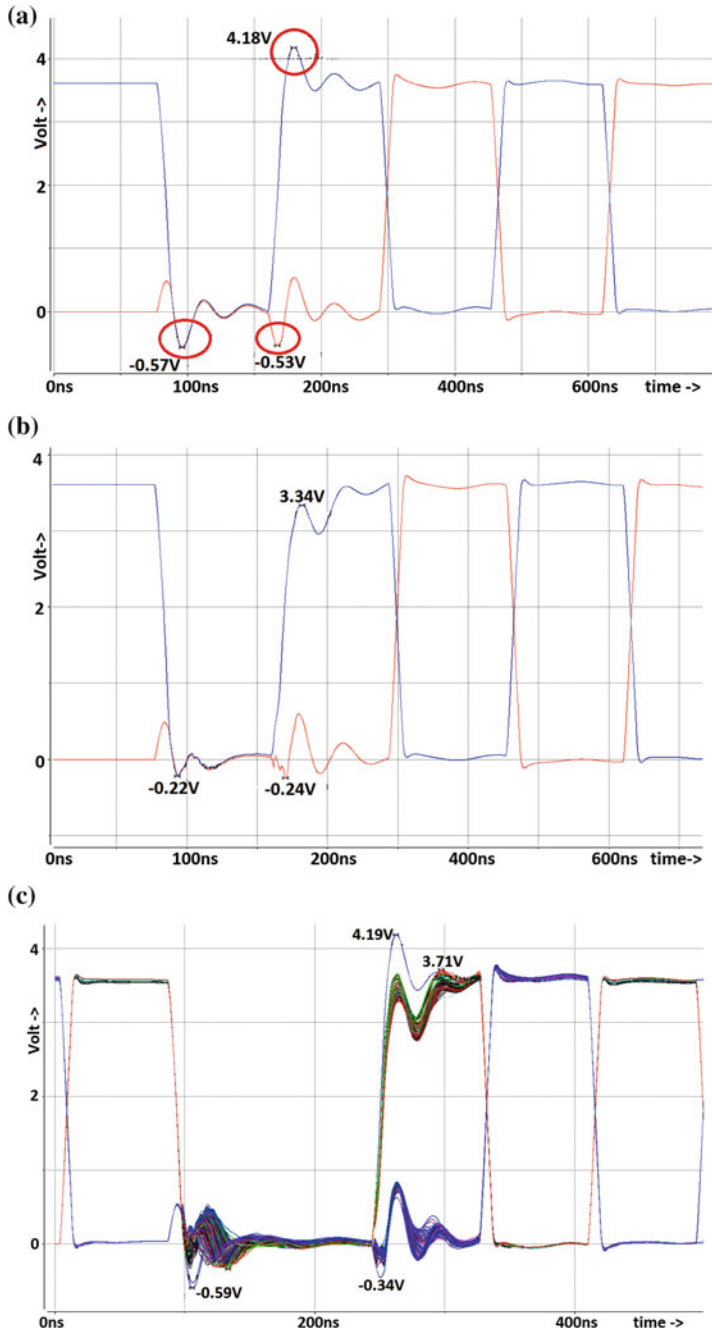 (a)
4.18V
4
2
Volt ->
0
-0.57V
-0.53V
0ns 100ns 200ns 400ns 600ns time ->
(b)
4
3.34V
Volt->
2
0
-0.22V
-0.24V
0ns 100ns 200ns 400ns 600ns time->
(c)
4.19V
4
3.71V
Volt ->
2
0
-0.59V
-0.34V
0ns 200ns 400ns time ->